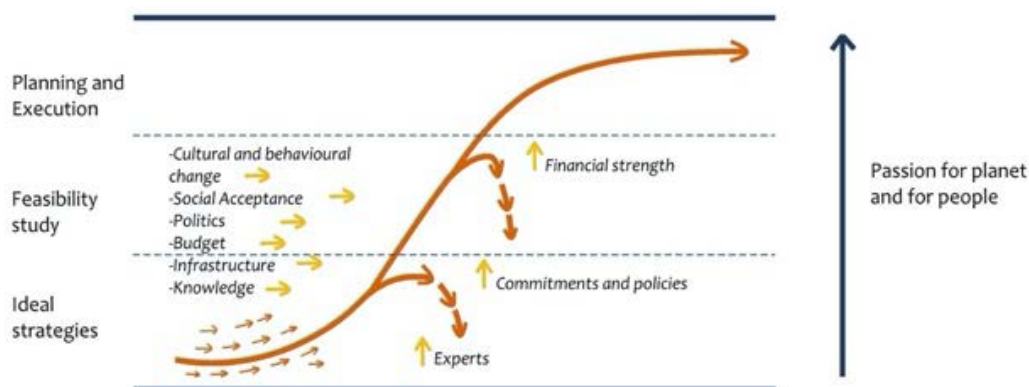 Planning and
Execution
-Cultural and behavioural
change
-Social Acceptance
-Politics
-Budget
-Infrastructure
-Knowledge
Feasibility
study
Ideal
strategies
Financial strength
Commitments and policies
Experts
Passion for planet
and for people